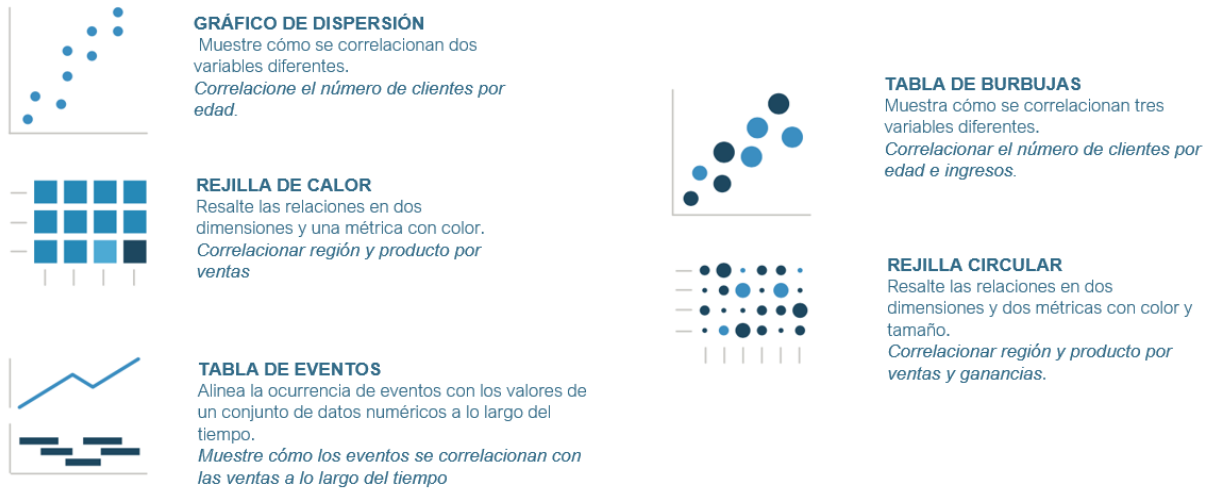 GRÁFICO DE DISPERSIÓN
Muestre cómo se correlacionan dos
variables diferentes.
Correlacione el número de clientes por
edad.
REJILLA DE CALOR
Resalte las relaciones en dos
dimensiones y una métrica con color.
Correlacionar región y producto por
ventas
TABLA DE EVENTOS
Alinea la ocurrencia de eventos con los valores de
un conjunto de datos numéricos a lo largo del
tiempo.
Muestre cómo los eventos se correlacionan con
las ventas a lo largo del tiempo
TABLA DE BURBUJAS
Muestra cómo se correlacionan tres
variables diferentes.
Correlacionar el número de clientes por
edad e ingresos.
REJILLA CIRCULAR
Resalte las relaciones en dos
dimensiones y dos métricas con color y
tamaño.
Correlacionar región y producto por
ventas y ganancias.